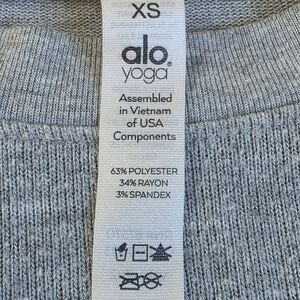 XS
alo®
yoga
Assembled
in Vietnam
of USA
Components
63% POLYESTER
34% RAYON
3% SPANDEX